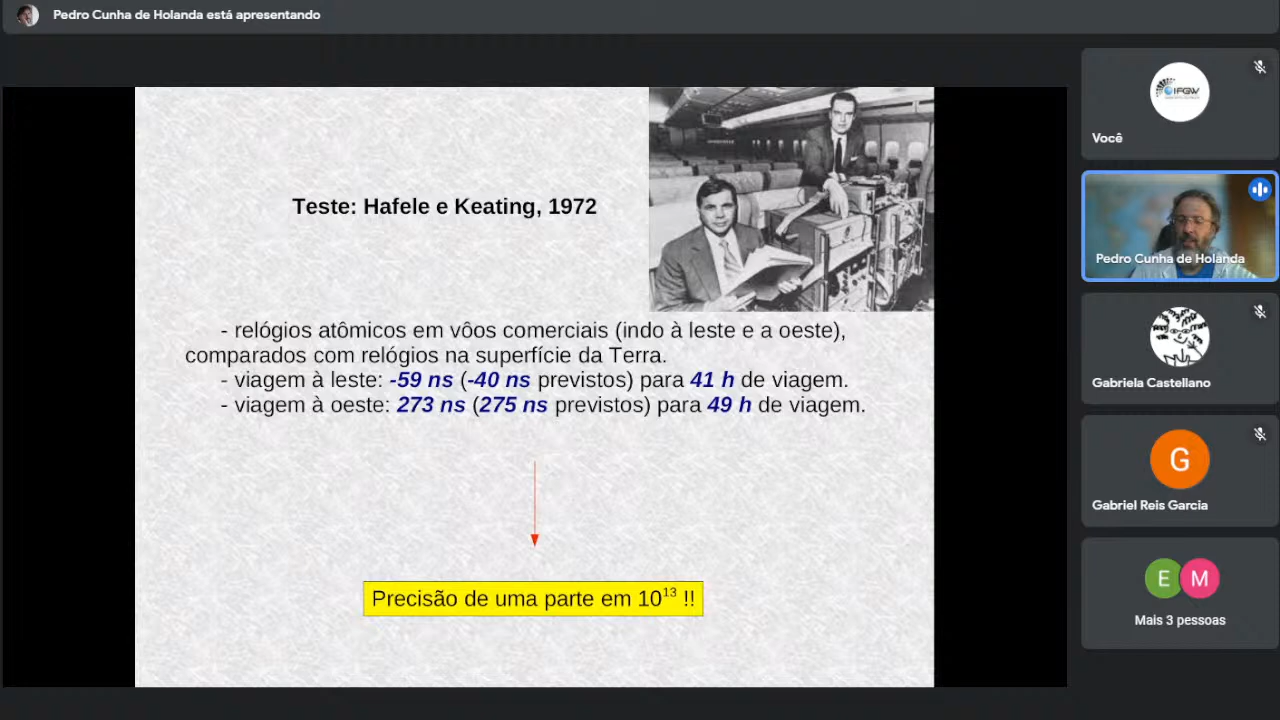 Pedro Cunha de Holanda está apresentando
Teste: Hafele e Keating, 1972
- relógios atômicos em vôos comerciais (indo à leste e a oeste),
comparados com relógios na superfície da Terra.
- viagem à leste: -59 ns (-40 ns previstos) para 41 h de viagem.
- viagem à oeste: 273 ns (275 ns previstos) para 49 h de viagem.
Precisão de uma parte em 10¹³ !!
IFGW
Você
Pedro Cunha de Holanda
Gabriela Castellano
G
Gabriel Reis Garcia
E M
Mais 3 pessoas